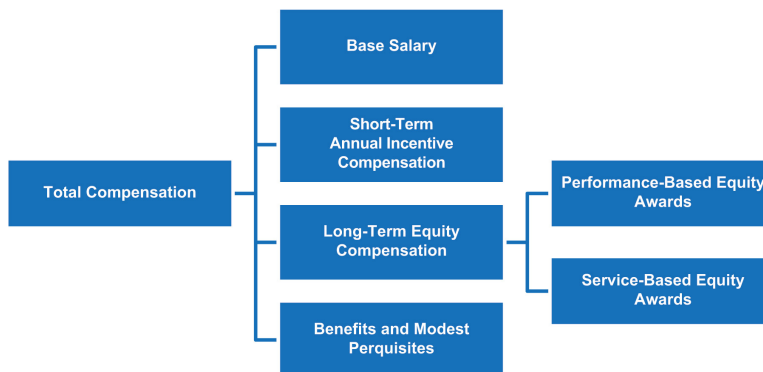 Base Salary
Short-Term
Annual Incentive
Compensation
Total Compensation
Long-Term Equity
Compensation
Performance-Based Equity
Awards
Service-Based Equity
Awards
Benefits and Modest
Perquisites